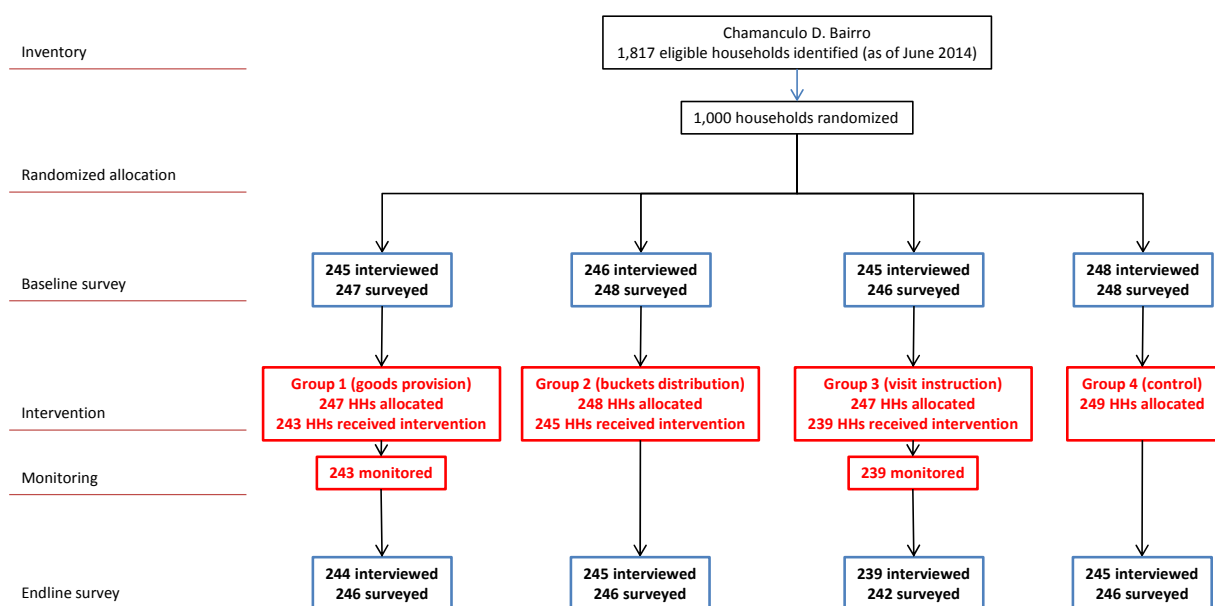 Inventory
Chamanculo D. Bairro
1,817 eligible households identified (as of June 2014)
1,000 households randomized
Randomized allocation
Baseline survey
245 interviewed
247 surveyed
246 interviewed
248 surveyed
245 interviewed
246 surveyed
248 interviewed
248 surveyed
Intervention
Group 1 (goods provision)
247 HHs allocated
243 HHs received intervention
Group 2 (buckets distribution)
248 HHs allocated
245 HHs received intervention
Group 3 (visit instruction)
247 HHs allocated
239 HHs received intervention
Group 4 (control)
249 HHs allocated
Monitoring
243 monitored
239 monitored
Endline survey
244 interviewed
246 surveyed
245 interviewed
246 surveyed
239 interviewed
242 surveyed
245 interviewed
246 surveyed